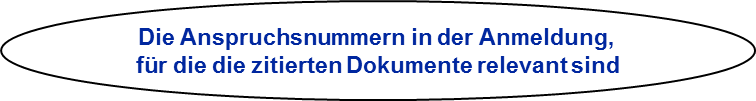 Die Anspruchsnummern in der Anmeldung,
für die die zitierten Dokumente relevant sind